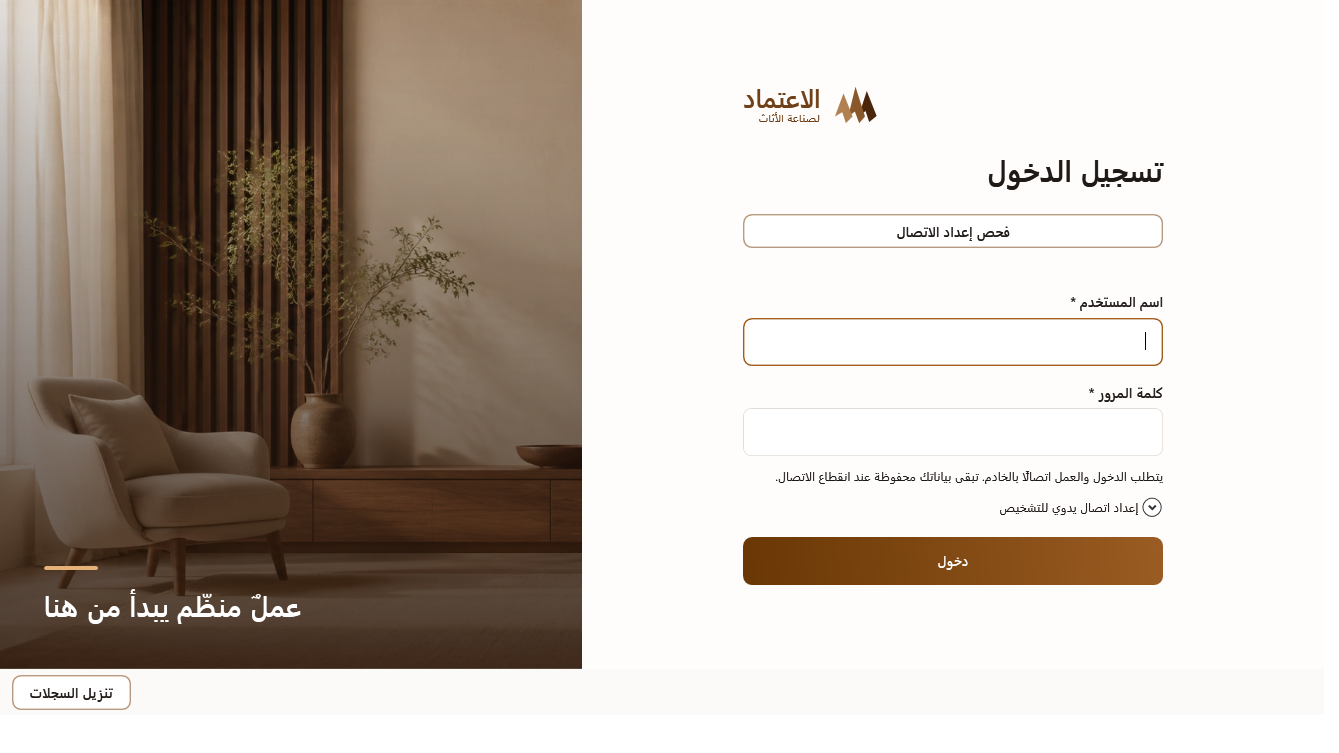 الاعتماد
لصناعة الأثاث
تسجيل الدخول
فحص إعداد الاتصال
اسم المستخدم *
كلمة المرور *
يتطلب الدخول والعمل اتصالًا بالخادم. تبقى بياناتك محفوظة عند انقطاع الاتصال.
إعداد اتصال يدوي للتشخيص
دخول
عملٌ منظّم يبدأ من هنا
تنزيل السجلات